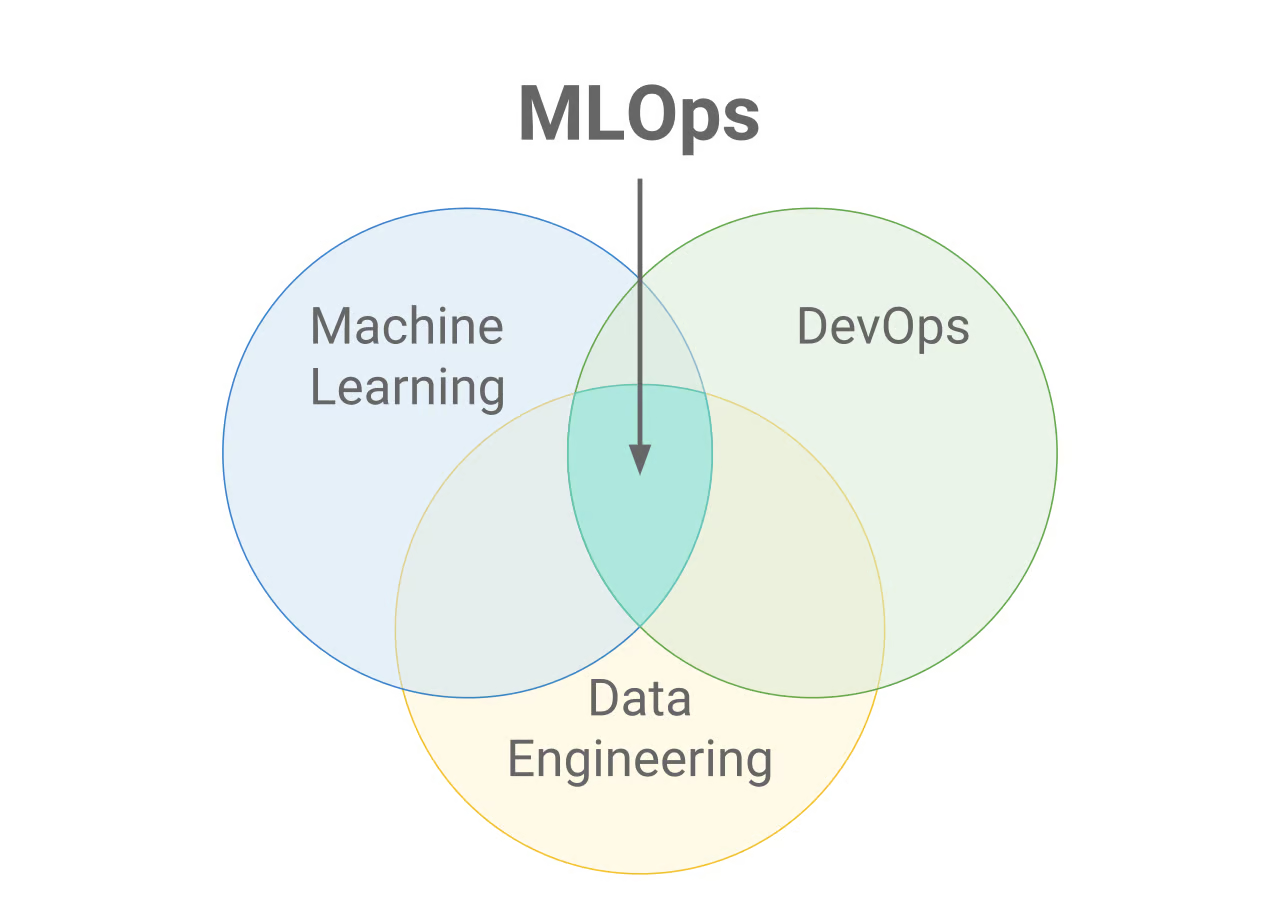 MLOps
Machine
Learning
DevOps
Data
Engineering